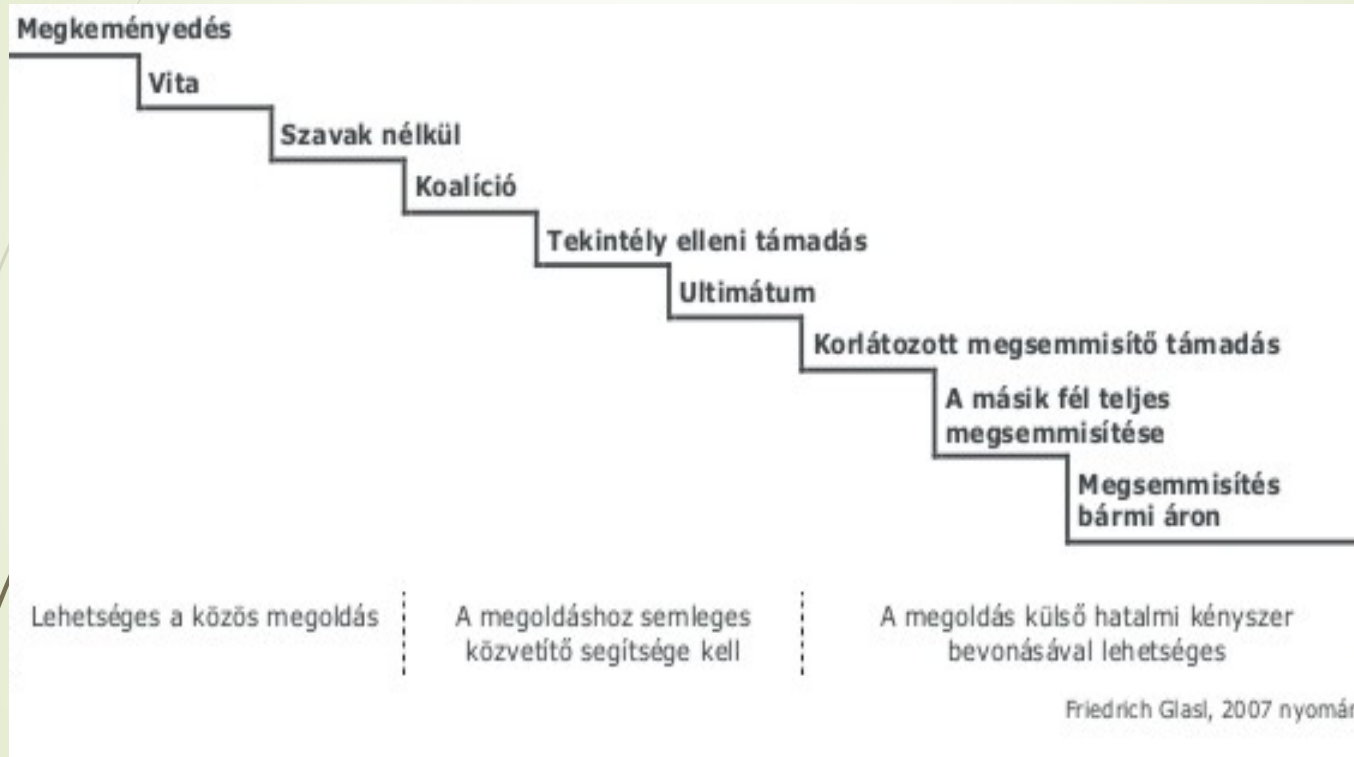 Megkeményedés
Vita
Szavak nélkül
Koalíció
Tekintély elleni támadás
Ultimátum
Korlátozott megsemmisítő támadás
A másik fél teljes
megsemmisítése
Megsemmisítés
bármi áron
Lehetséges a közös megoldás
A megoldáshoz semleges
közvetítő segítsége kell
A megoldás külső hatalmi kényszer
bevonásával lehetséges
Friedrich Glasl, 2007 nyomán